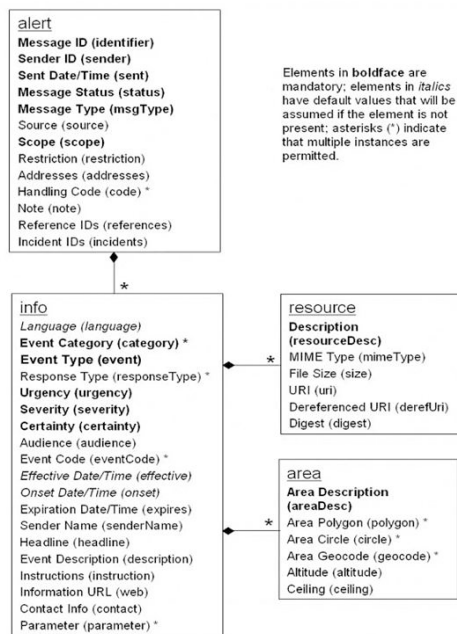 alert
Message ID (identifier)
Sender ID (sender)
Sent Date/Time (sent)
Message Status (status)
Message Type (msgType)
Source (source)
Scope (scope)
Restriction (restriction)
Addresses (addresses)
Handling Code (code) *
Note (note)
Reference IDs (references)
Incident IDs (incidents)
Elements in boldface are
mandatory; elements in italics
have default values that will be
assumed if the element is not
present; asterisks (*) indicate
that multiple instances are
permitted.
*
info
Language (language)
Event Category (category) *
Event Type (event)
Response Type (responseType) *
Urgency (urgency)
Severity (severity)
Certainty (certainty)
Audience (audience)
Event Code (eventCode) *
Effective Date/Time (effective)
Onset Date/Time (onset)
Expiration Date/Time (expires)
Sender Name (senderName)
Headline (headline)
Event Description (description)
Instructions (instruction)
Information URL (web)
Contact Info (contact)
Parameter (parameter) *
*
resource
Description
(resourceDesc)
MIME Type (mimeType)
File Size (size)
URI (uri)
Dereferenced URI (derefUri)
Digest (digest)
*
area
Area Description
(areaDesc)
Area Polygon (polygon) *
Area Circle (circle) *
Area Geocode (geocode) *
Altitude (altitude)
Ceiling (ceiling)